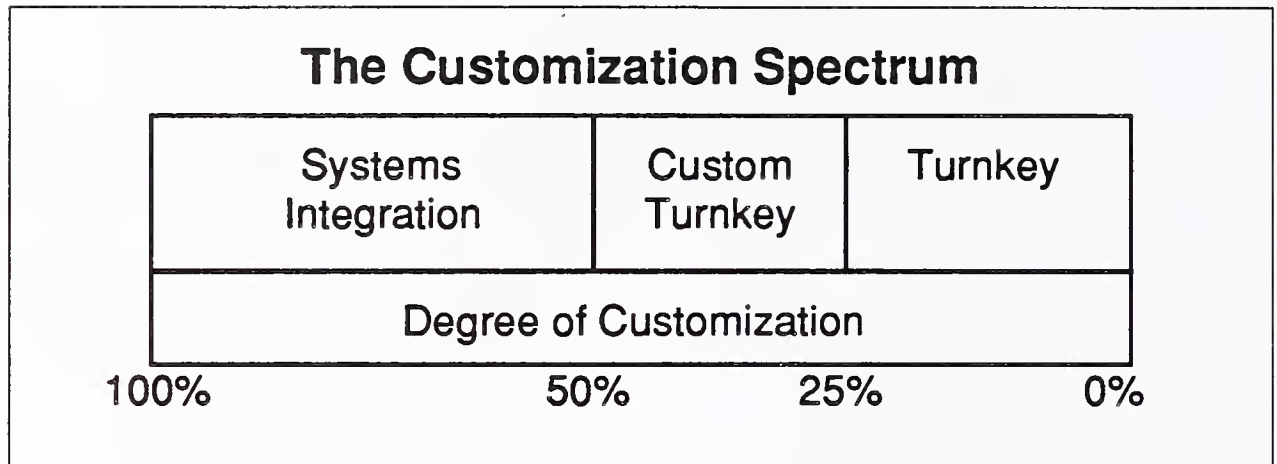 The Customization Spectrum
Systems
Integration
Custom
Turnkey
Turnkey
Degree of Customization
100% 50% 25% 0%